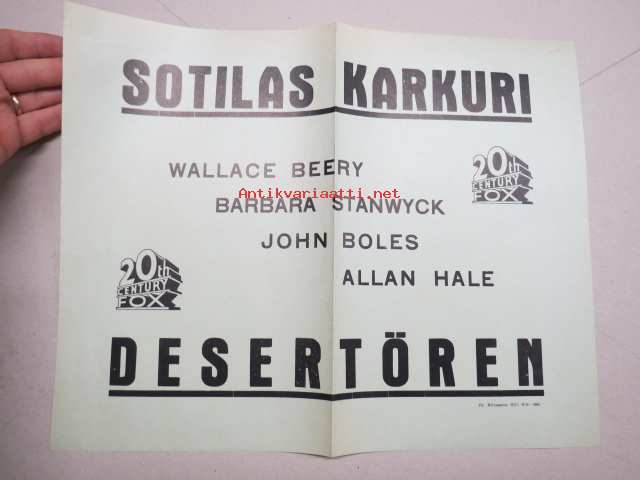 SOTILAS KARKURI
WALLACE BEERY
Antikvariaatti.net
BARBARA STANWYCK
JOHN BOLES
ALLAN HALE
20th
CENTURY
FOX
20th
CENTURY
FOX
DESERTÖREN